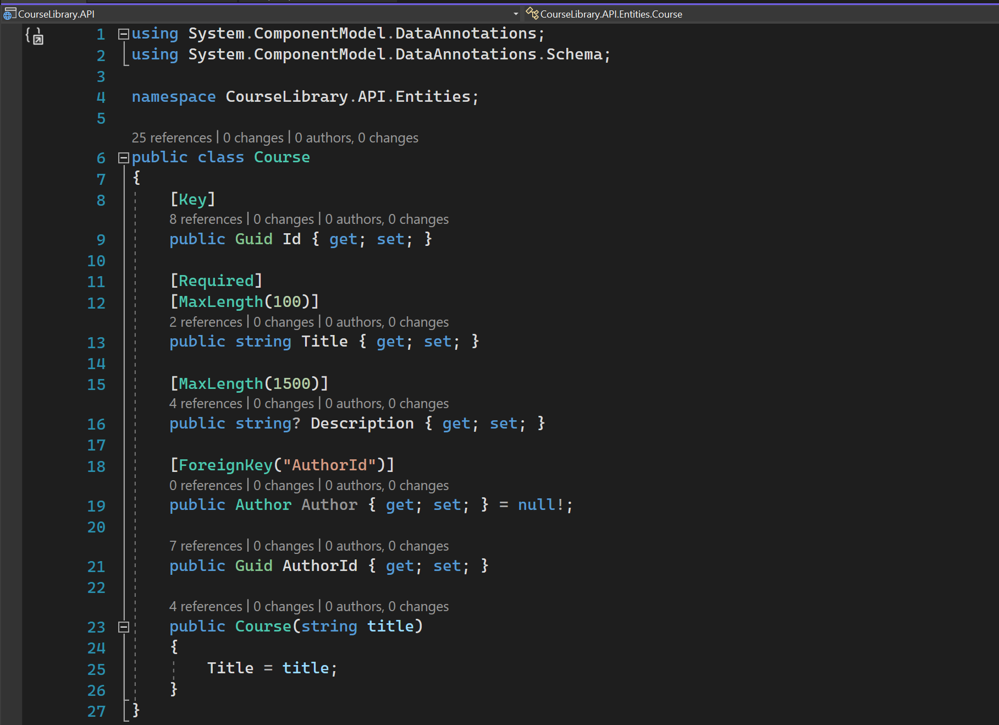 CourseLibrary.API
CourseLibrary.API.Entities.Course
1 using System.ComponentModel.DataAnnotations;
2 using System.ComponentModel.DataAnnotations.Schema;
3
4 namespace CourseLibrary.API.Entities;
5
25 references | 0 changes | 0 authors, 0 changes
6 public class Course
7 {
8 [Key]
8 references | 0 changes | 0 authors, 0 changes
9 public Guid Id { get; set; }
10
11 [Required]
12 [MaxLength(100)]
2 references | 0 changes | 0 authors, 0 changes
13 public string Title { get; set; }
14
15 [MaxLength(1500)]
4 references | 0 changes | 0 authors, 0 changes
16 public string? Description { get; set; }
17
18 [ForeignKey("AuthorId")]
0 references | 0 changes | 0 authors, 0 changes
19 public Author Author { get; set; } = null!;
20
7 references | 0 changes | 0 authors, 0 changes
21 public Guid AuthorId { get; set; }
22
4 references | 0 changes | 0 authors, 0 changes
23 public Course(string title)
24 {
25 Title = title;
26 }
27 }